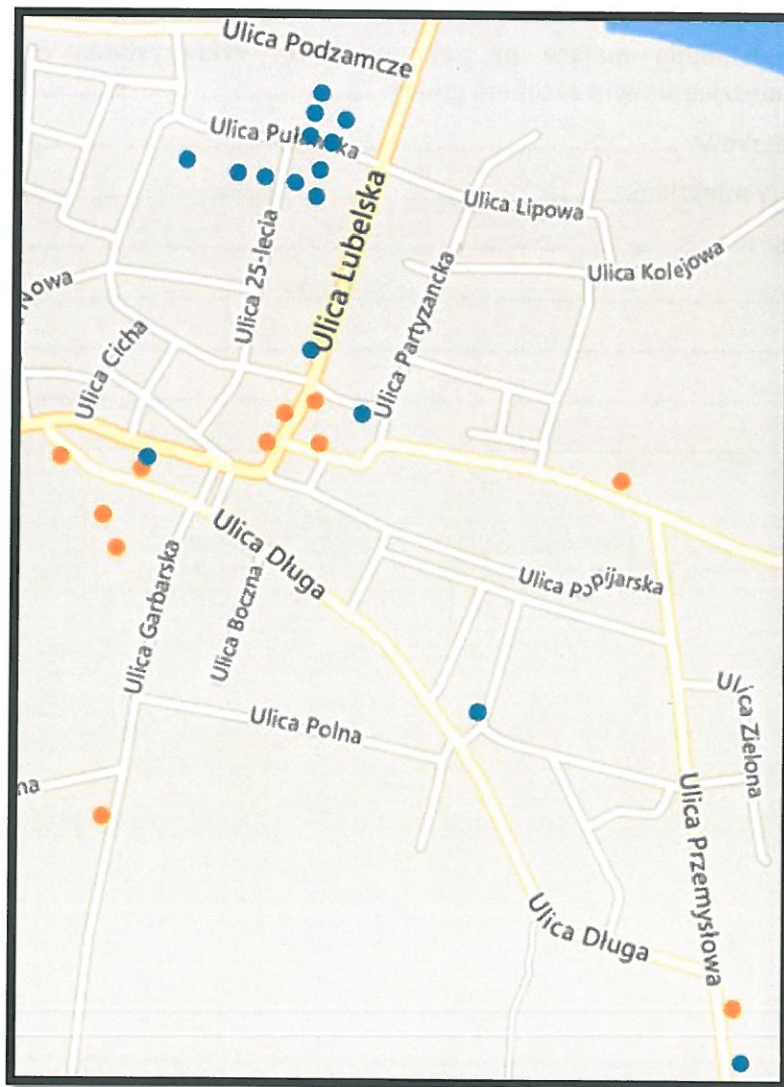 Ulica Podzamcze
Ulica Puławska
Ulica Lipowa
Ulica Lubelska
Ulica 25-lecia
Ulica Kolejowa
Nowa
Ulica Partyzancka
Ulica Cicha
Ulica Długa
Ulica Popijarska
Ulica Garbarska
Ulica Boczna
Ulica Zielona
Ulica Polna
na
Ulica Przemysłowa
Ulica Długa